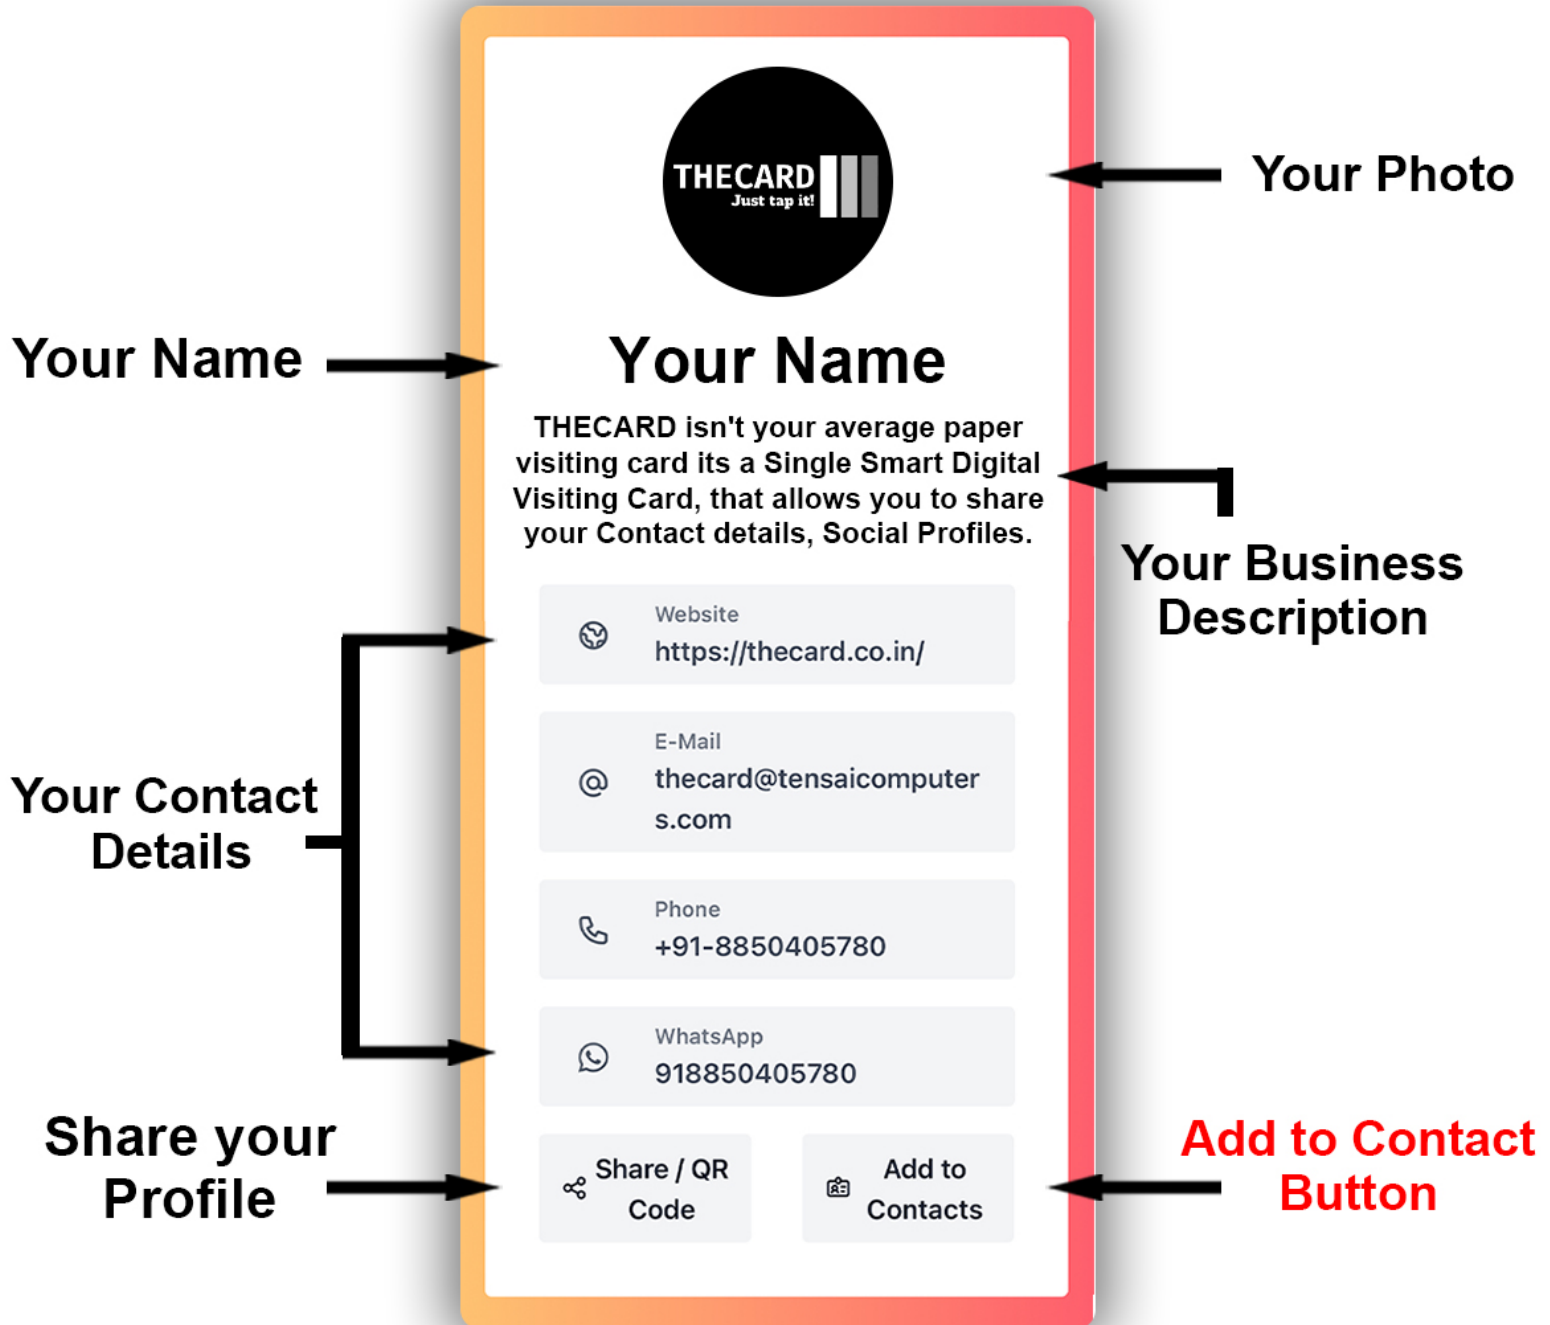 THECARD
Just tap it!
Your Photo
Your Name
Your Name
THECARD isn't your average paper
visiting card its a Single Smart Digital
Visiting Card, that allows you to share
your Contact details, Social Profiles.
Your Business
Description
Website
https://thecard.co.in/
E-Mail
thecard@tensaicomputer
s.com
Your Contact
Details
Phone
+91-8850405780
WhatsApp
918850405780
Share your
Profile
Share / QR
Code
Add to
Contacts
Add to Contact
Button